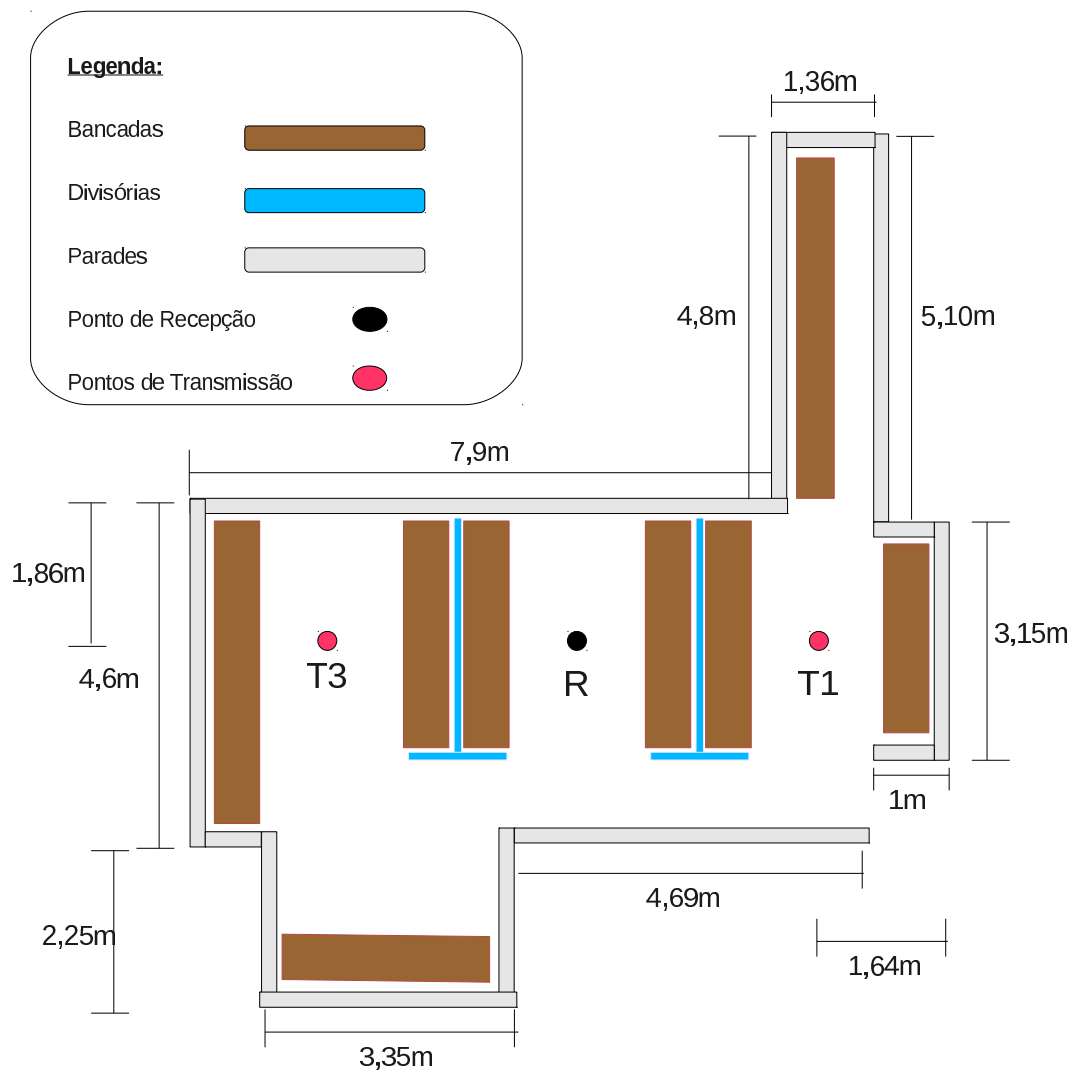 Legenda:
Bancadas
Divisórias
Parades
Ponto de Recepção
Pontos de Transmissão
1,36m
4,8m
5,10m
7,9m
1,86m
4,6m
3,15m
T3
R
T1
1m
4,69m
2,25m
1,64m
3,35m